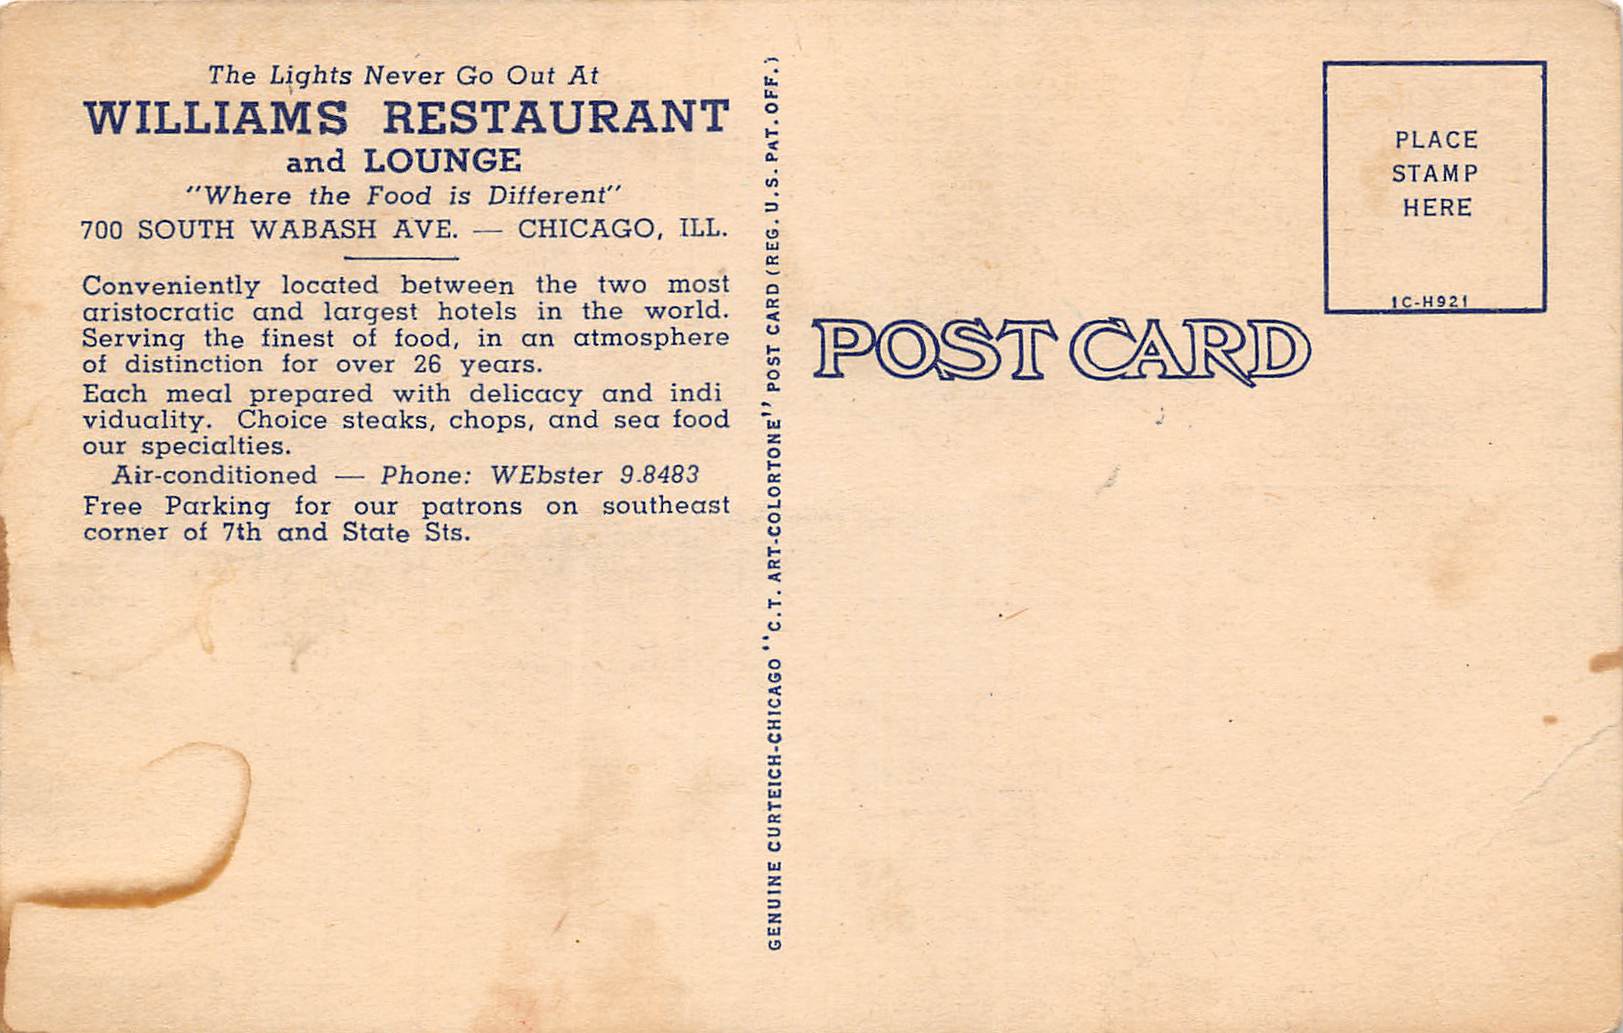 The Lights Never Go Out At
WILLIAMS RESTAURANT
and LOUNGE
"Where the Food is Different"
700 SOUTH WABASH AVE. — CHICAGO, ILL.
Conveniently located between the two most
aristocratic and largest hotels in the world.
Serving the finest of food, in an atmosphere
of distinction for over 26 years.
Each meal prepared with delicacy and indi
viduality. Choice steaks, chops, and sea food
our specialties.
Air-conditioned — Phone: WEbster 9-8483
Free Parking for our patrons on southeast
corner of 7th and State Sts.
GENUINE CURTEICH-CHICAGO "C.T. ART-COLORTONE" POST CARD (REG. U.S. PAT. OFF.)
POST CARD
PLACE
STAMP
HERE
1C-H921